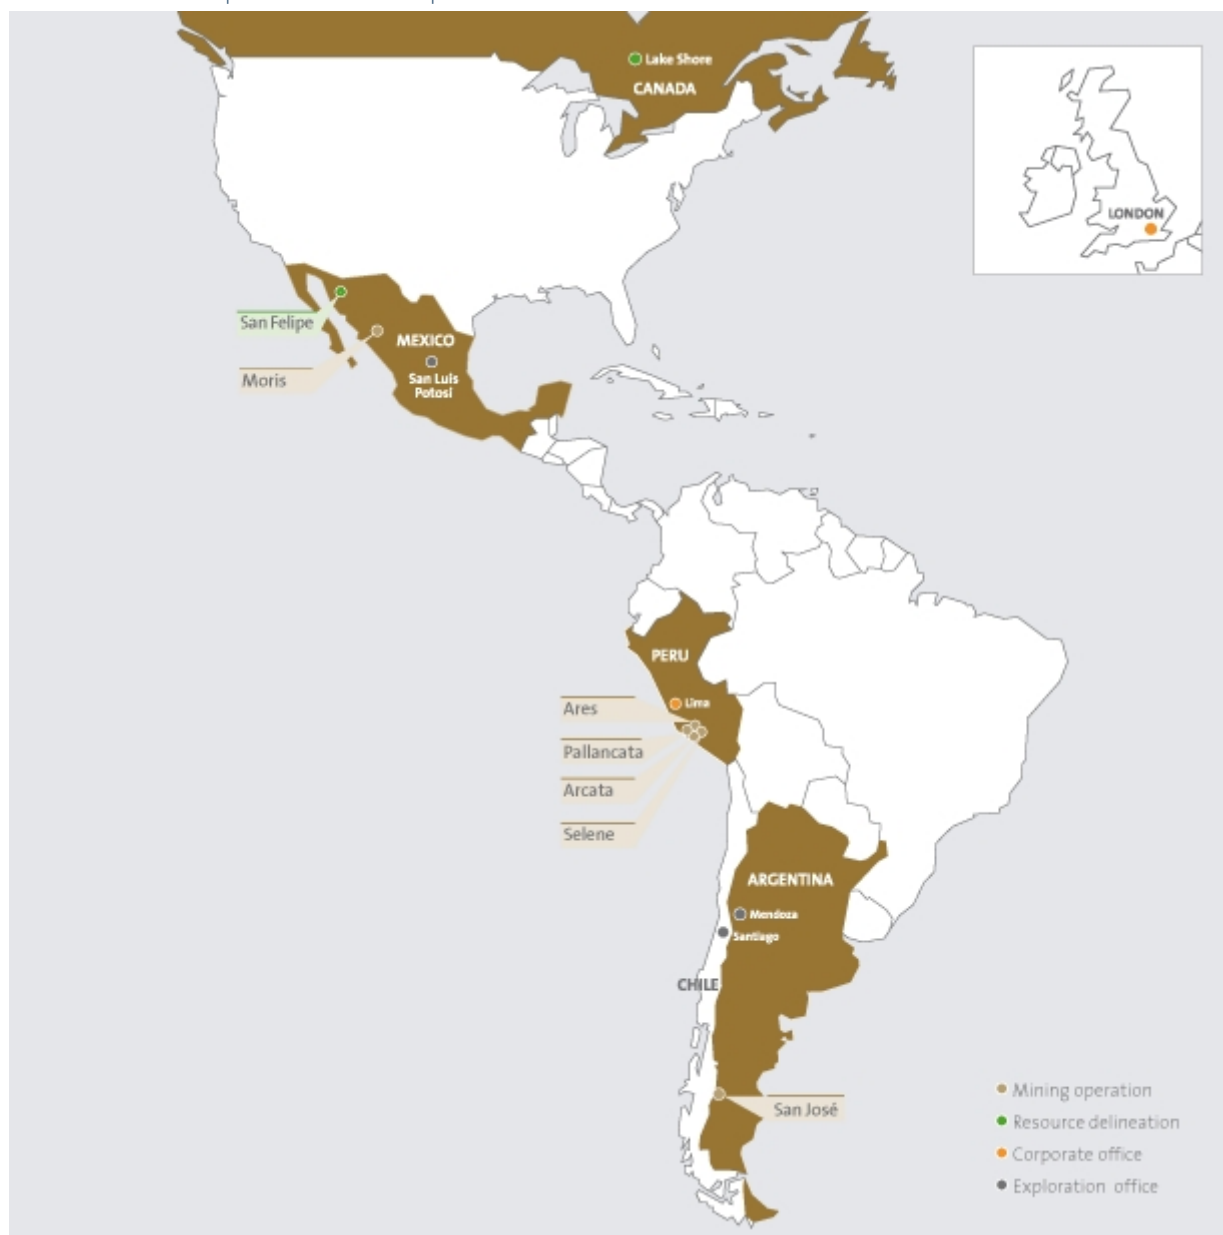 Lake Shore
CANADA
LONDON
San Felipe
MEXICO
Moris
San Luis
Potosí
PERU
Lima
Ares
Pallancata
Arcata
Selene
ARGENTINA
Mendoza
Santiago
CHILE
Mining operation
San José
Resource delineation
Corporate office
Exploration office